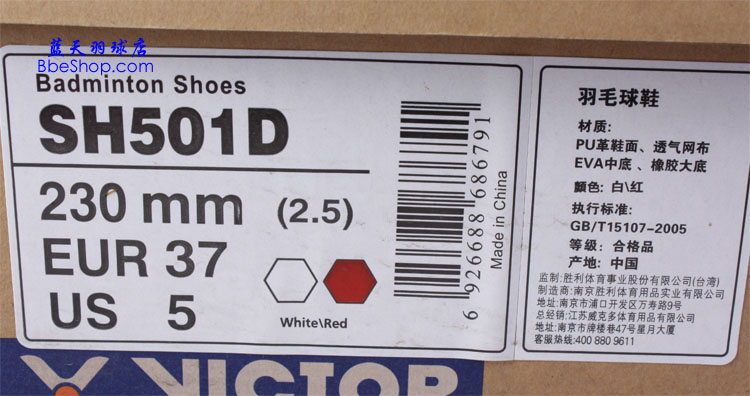 蓝天羽球店
BbeShop.com
Badminton Shoes
SH501D
230 mm (2.5)
EUR 37
US 5
White\Red
6 926688 686791
Made in China
VICTOR
羽毛球鞋
材质:
PU革鞋面、透气网布
EVA中底、橡胶大底
顏色: 白\红
执行标准:
GB/T15107-2005
等级: 合格品
产地: 中国
监制:胜利体育事业股份有限公司(台湾)
制造商:南京胜利体育用品实业有限公司
地址:南京市浦口开发区万寿路9号
总经销:江苏威克多体育用品有限公司
地址:南京市牌楼巷47号星月大厦
客服热线:400 880 9611